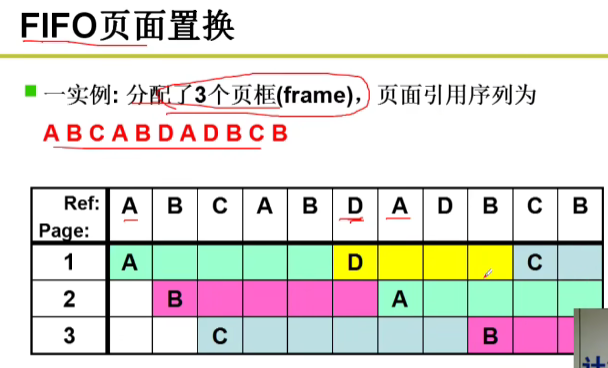 FIFO页面置换
一实例: 分配了3个页框(frame)，页面引用序列为
A B C A B D A D B C B
Ref: A B C A B D A D B C B
Page:
1 A D C
2 B A
3 C B